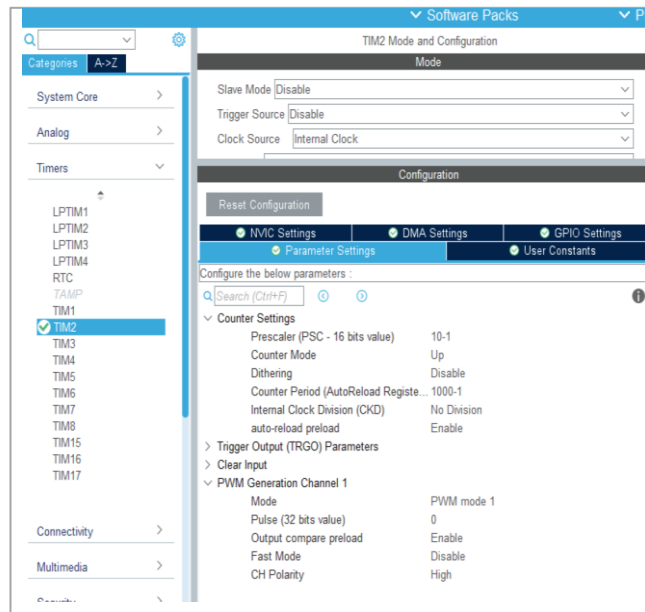 Software Packs
P
TIM2 Mode and Configuration
Categories A->Z
Mode
System Core
Slave Mode Disable
Trigger Source Disable
Analog
Clock Source Internal Clock
Timers
Configuration
Reset Configuration
LPTIM1
LPTIM2
LPTIM3
LPTIM4
RTC
TAMP
TIM1
TIM2
TIM3
TIM4
TIM5
TIM6
TIM7
TIM8
TIM15
TIM16
TIM17
Connectivity
Multimedia
NVIC Settings DMA Settings GPIO Settings
Parameter Settings User Constants
Configure the below parameters :
Search (Ctrl+F)
Counter Settings
Prescaler (PSC - 16 bits value) 10-1
Counter Mode Up
Dithering Disable
Counter Period (AutoReload Registe... 1000-1
Internal Clock Division (CKD) No Division
auto-reload preload Enable
Trigger Output (TRGO) Parameters
Clear Input
PWM Generation Channel 1
Mode PWM mode 1
Pulse (32 bits value) 0
Output compare preload Enable
Fast Mode Disable
CH Polarity High